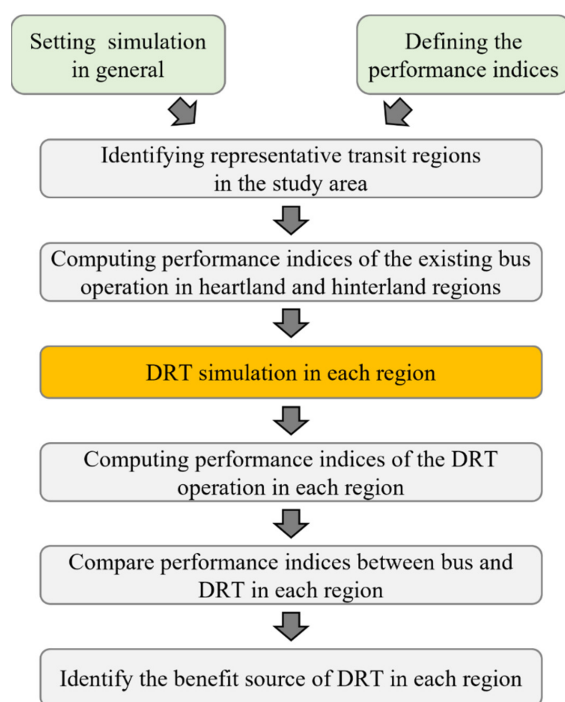 Setting simulation
in general
Defining the
performance indices
Identifying representative transit regions
in the study area
Computing performance indices of the existing bus
operation in heartland and hinterland regions
DRT simulation in each region
Computing performance indices of the DRT
operation in each region
Compare performance indices between bus and
DRT in each region
Identify the benefit source of DRT in each region